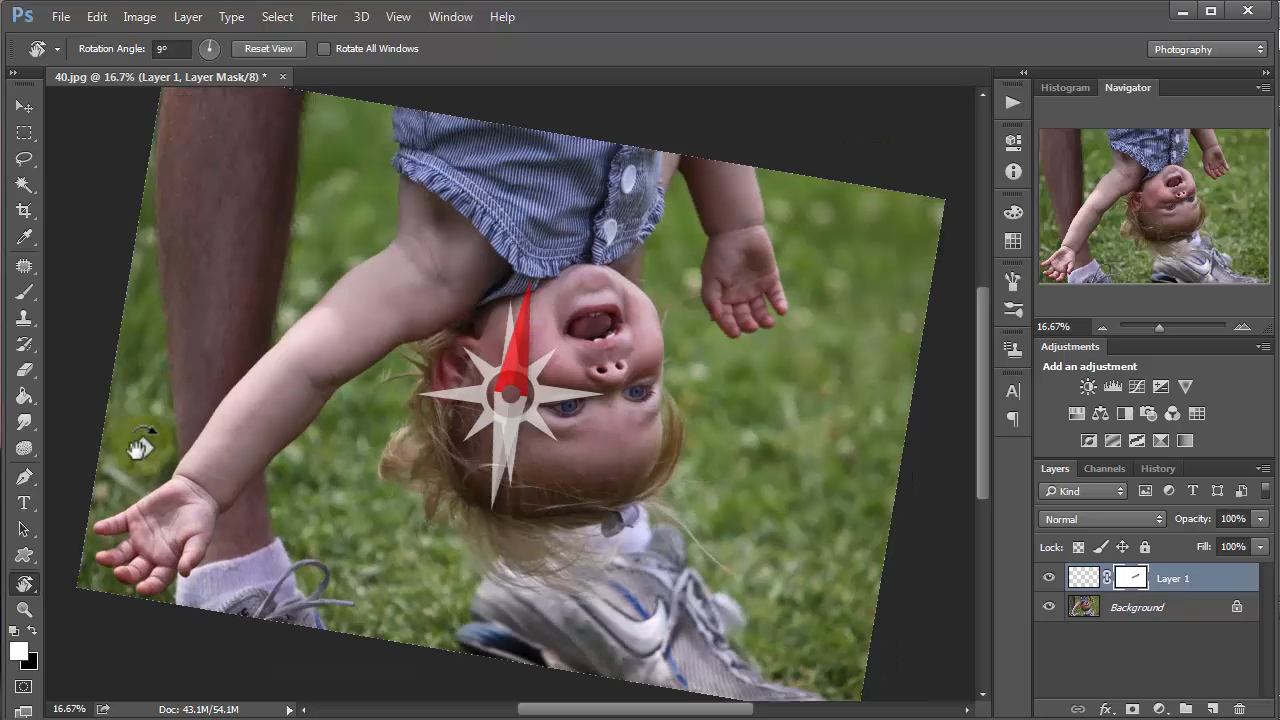 Ps File Edit Image Layer Type Select Filter 3D View Window Help
Rotation Angle: 9° Reset View Rotate All Windows Photography
40.jpg @ 16.7% (Layer 1, Layer Mask/8) *
Histogram Navigator
16.67%
Adjustments
Add an adjustment
Layers Channels History
Kind
Normal Opacity: 100%
Lock: Fill: 100%
Layer 1
Background
16.67% Doc: 43.1M/54.1M